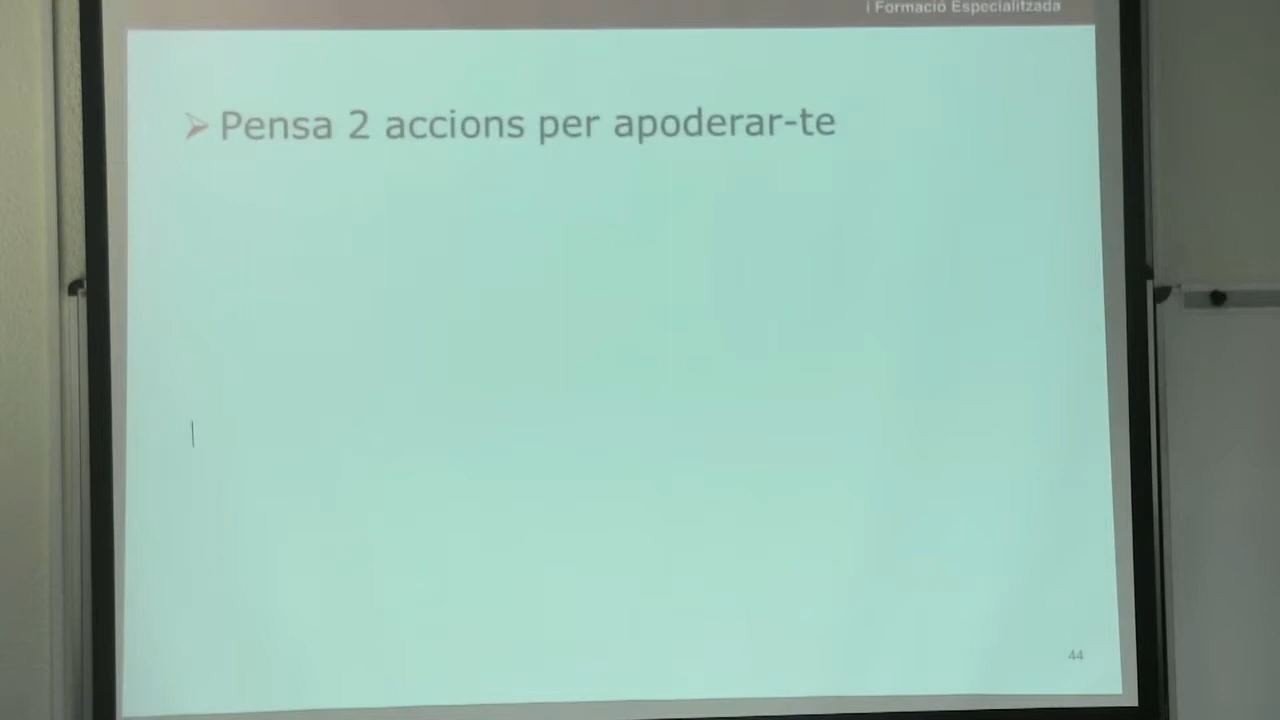 i Formació Especialitzada
➢ Pensa 2 accions per apoderar-te
44